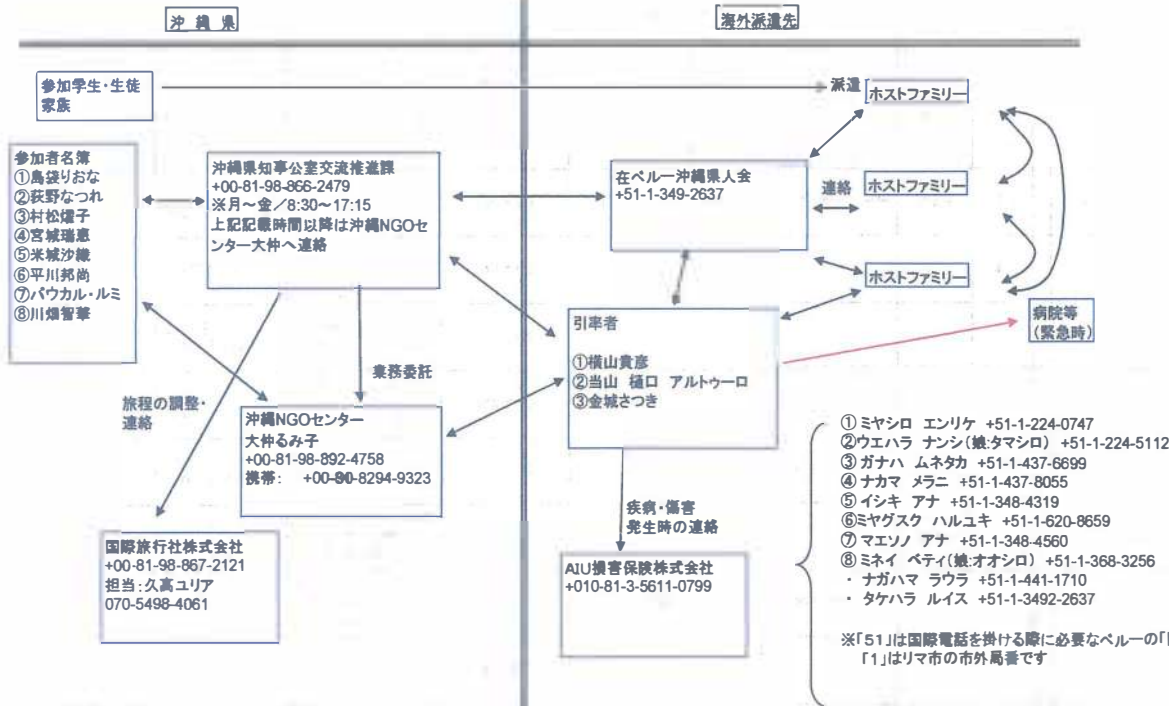 沖縄県
海外派遣先
参加学生・生徒
家族
派遣
ホストファミリー
参加者名簿
①島袋りおな
②荻野なつれ
③村松燿子
④宮城瑞恵
⑤米城沙織
⑥平川邦尚
⑦パウカル・ルミ
⑧川畑智華
沖縄県知事公室交流推進課
+00-81-98-866-2479
※月～金/8:30～17:15
上記記載時間以降は沖縄NGOセ
ンター大仲へ連絡
在ペルー沖縄県人会
+51-1-349-2637
連絡
ホストファミリー
ホストファミリー
病院等
(緊急時)
引率者
①横山貴彦
②当山 樋口 アルトゥーロ
③金城さつき
業務委託
旅程の調整・
連絡
沖縄NGOセンター
大仲るみ子
+00-81-98-892-4758
携帯: +00-80-8294-9323
疾病・傷害
発生時の連絡
国際旅行社株式会社
+00-81-98-867-2121
担当:久高ユリア
070-5498-4061
AIU損害保険株式会社
+010-81-3-5611-0799
①ミヤシロ エンリケ +51-1-224-0747
②ウエハラ ナンシ(娘:タマシロ) +51-1-224-5112
③ガナハ ムネタカ +51-1-437-6699
④ナカマ メラニ +51-1-437-8055
⑤イシキ アナ +51-1-348-4319
⑥ミヤグスク ハルユキ +51-1-620-8659
⑦マエソノ アナ +51-1-348-4560
⑧ミネイ ベティ(娘:オオシロ) +51-1-368-3256
・ ナガハマ ラウラ +51-1-441-1710
・ タケハラ ルイス +51-1-3492-2637
※「51」は国際電話を掛ける際に必要なペルーの「
「1」はリマ市の市外局番です